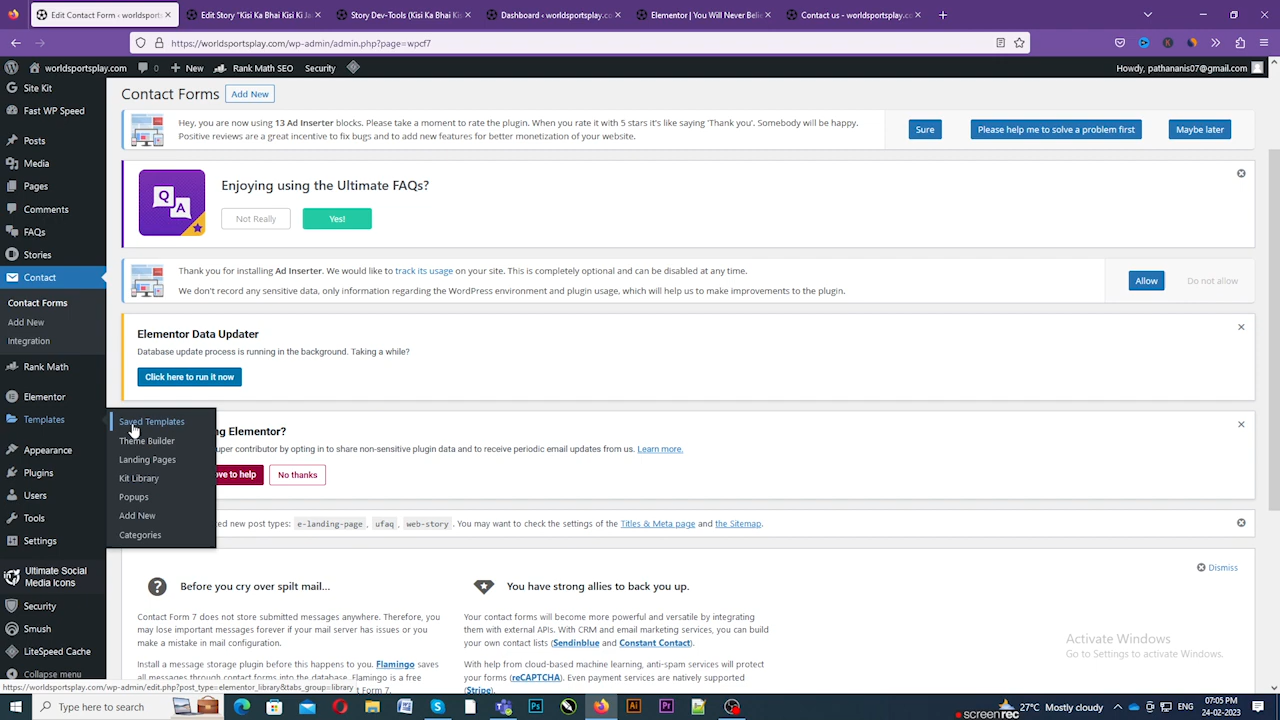 Edit Contact Form ‹ worldsports
Edit Story "Kisi Ba Kisi Ki Ja
Story Dev–Tools (Kisi Ba Kisi K
Dashboard ‹ worldsportsplay.co
Elementor | You Will Never Beli
Contact us ‹ worldsportsplay.co
https://worldsportsplay.com/wp-admin/admin.php?page=wpcf7
worldsportsplay.com
0
New
Rank Math SEO
Security
Howdy, pathananis07@gmail.com
Site Kit
Fast WP Speed
Posts
Media
Pages
Comments
FAQs
Stories
Contact
Contact Forms
Add New
Integration
Rank Math
Elementor
Templates
Appearance
Plugins
Users
Tools
Settings
Ultimate Social
Media Icons
Security
Smush
LiteSpeed Cache
Collapse menu
Saved Templates
Theme Builder
Landing Pages
Kit Library
Popups
Add New
Categories
Contact Forms
Add New
Hey, you are now using 13 Ad Inserter blocks. Please take a moment to rate the plugin. When you rate it with 5 stars it's like saying 'Thank you'. Somebody will be happy.
Positive reviews are a great incentive to fix bugs and to add new features for better monetization of your website.
Sure
Please help me to solve a problem first
Maybe later
Enjoying using the Ultimate FAQs?
Q
A
Not Really
Yes!
Thank you for installing Ad Inserter. We would like to track its usage on your site. This is completely optional and can be disabled at any time.
We don't record any sensitive data, only information regarding the WordPress environment and plugin usage, which will help us to make improvements to the plugin.
Allow
Do not allow
Elementor Data Updater
Database update process is running in the background. Taking a while?
Click here to run it now
ng Elementor?
uper contributor by opting in to share non-sensitive plugin data and to receive periodic email updates from us. Learn more.
ove to help
No thanks
ted new post types: e-landing-page, ufaq, web-story. You may want to check the settings of the Titles & Meta page and the Sitemap.
Dismiss
Before you cry over spilt mail…
Contact Form 7 does not store submitted messages anywhere. Therefore, you
may lose important messages forever if your mail server has issues or you
make a mistake in mail configuration.
Install a message storage plugin before this happens to you. Flamingo saves
all messages through contact forms into the database. Flamingo is a free
t Form 7.
You have strong allies to back you up.
Your contact forms will become more powerful and versatile by integrating
them with external APIs. With CRM and email marketing services, you can build
your own contact lists (Sendinblue and Constant Contact).
With help from cloud-based machine learning, anti-spam services will protect
your forms (reCAPTCHA). Even payment services are natively supported
(Stripe).
Activate Windows
Go to Settings to activate Windows.
https://worldsportsplay.com/wp-admin/edit.php?post_type=elementor_library&tabs_group=library
Type here to search
27°C Mostly cloudy
ENG
07:05 PM
24-02-2023
screenrec